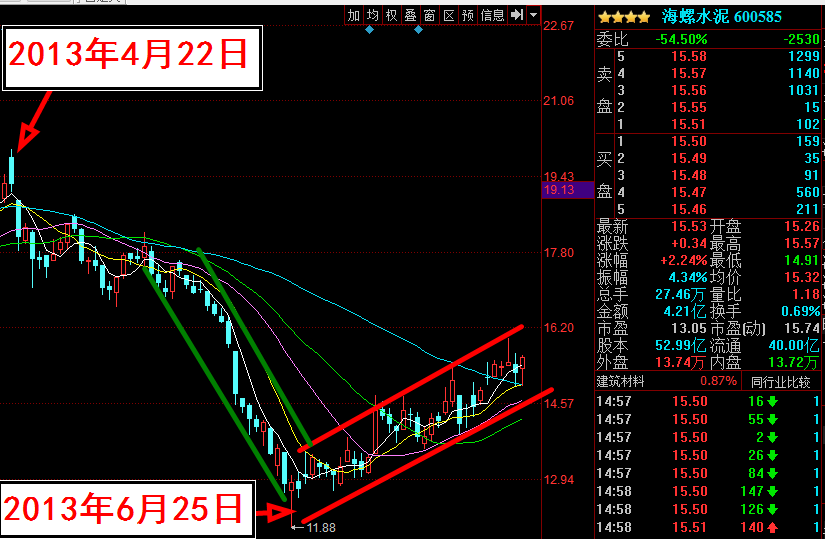 加 均 权 叠 窗 区 预 信息
海螺水泥 600585
22.67
委比 -54.50% -2530
2013年4月22日
卖盘
5 15.58 1299
4 15.57 1140
3 15.56 1031
2 15.55 15
1 15.51 102
21.06
买盘
1 15.50 159
2 15.49 35
3 15.48 91
4 15.47 560
5 15.46 211
19.43
19.13
最新 15.53 开盘 15.26
涨跌 +0.34 最高 15.57
17.80
涨幅 +2.24% 最低 14.91
振幅 4.34% 均价 15.32
总手 27.46万 量比 1.18
金额 4.21亿 换手 0.69%
16.20
市盈 13.05 市盈(动) 15.74
股本 52.99亿 流通 40.00亿
外盘 13.74万 内盘 13.72万
建筑材料 0.87% 同行业比较
14.57
14:57 15.50 16 1
14:57 15.50 55 1
14:57 15.50 2 1
14:57 15.50 26 1
12.94
14:57 15.50 84 1
14:58 15.50 147 1
14:58 15.50 126 1
14:58 15.51 140 1
2013年6月25日
11.88